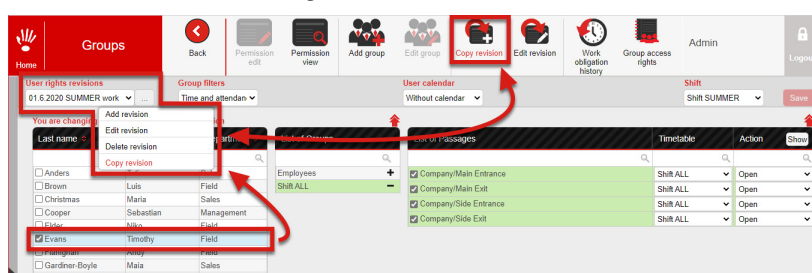 Home
Groups
Back
Permission edit
Permission view
Add group
Edit group
Copy revision
Edit revision
Work obligation history
Group access rights
Admin
Logou
User rights revisions
Group filters
User calendar
Shift
01.6.2020 SUMMER work
...
Time and attendan
Without calendar
Shift SUMMER
Save
You are changing
Add revision
Edit revision
Delete revision
Copy revision
Last name
List of Groups
List of Passages
Timetable
Action
Show
Anders
Employees
Company/Main Entrance
Shift ALL
Open
Brown
Luis
Field
Shift ALL
Company/Main Exit
Shift ALL
Open
Christmas
Maria
Sales
Company/Side Entrance
Shift ALL
Open
Cooper
Sebastian
Management
Company/Side Exit
Shift ALL
Open
Elder
Niko
Field
Evans
Timothy
Field
Flanighan
Andy
Field
Gardiner-Boyle
Maia
Sales